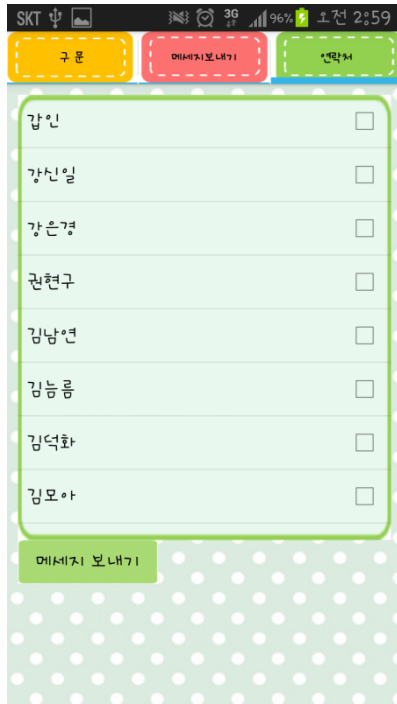 SKT 3G 96% 오전 2:59
구 문 메세지보내기 연락처
갑인
강신일
강은경
권현구
김남연
김늠름
김덕화
김모아
메세지 보내기